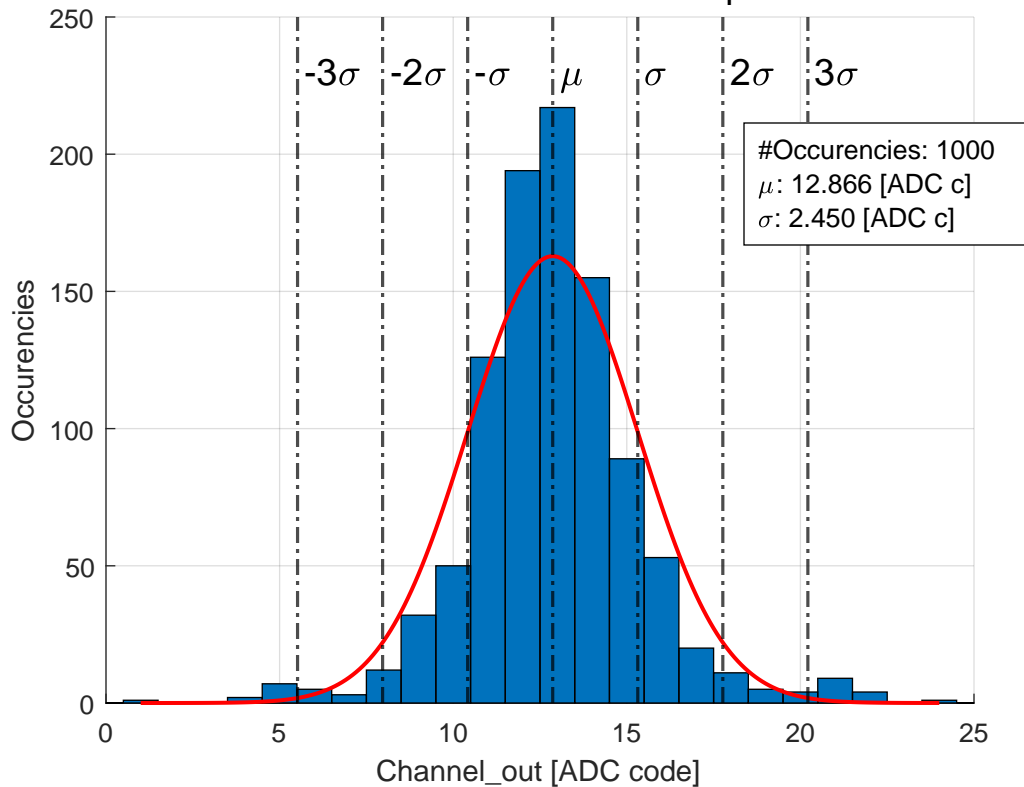 250
200
150
100
50
0
Occurencies
-3σ
-2σ
-σ
μ
σ
2σ
3σ
#Occurencies: 1000
μ: 12.866 [ADC c]
σ: 2.450 [ADC c]
0
5
10
15
20
25
Channel_out [ADC code]